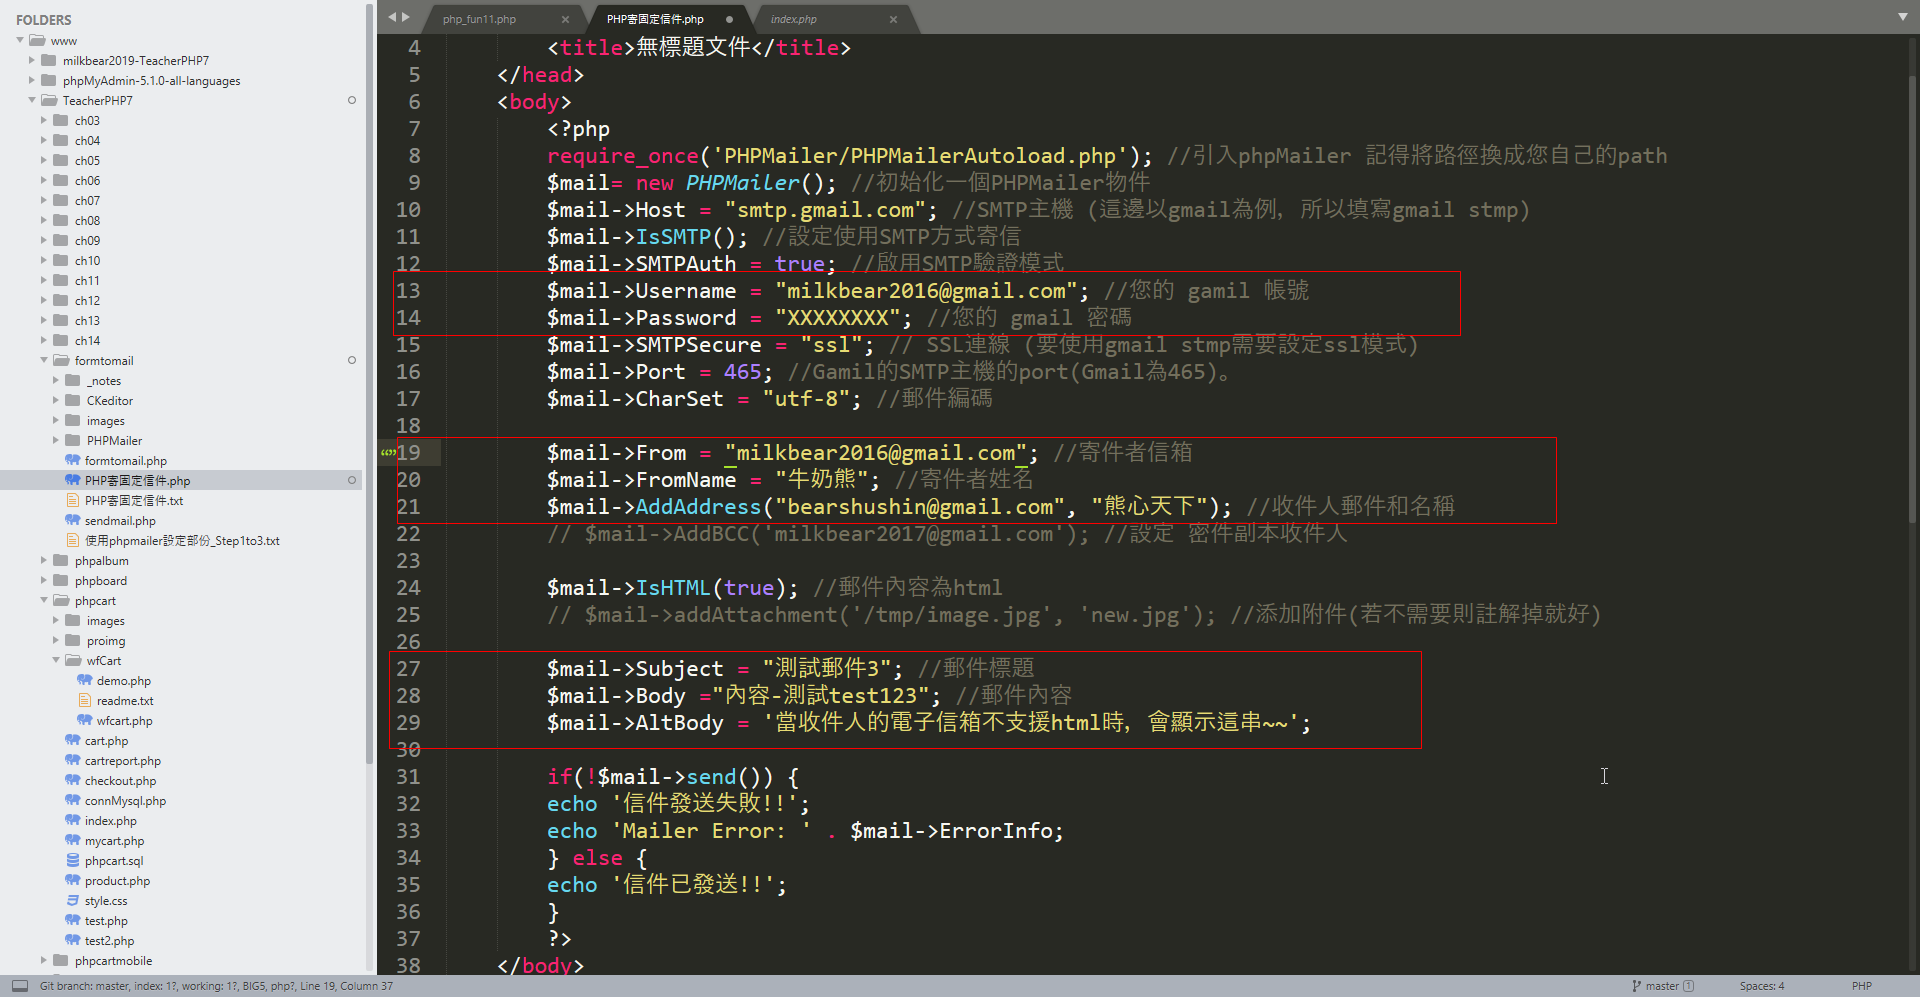 FOLDERS
www
milkbear2019-TeacherPHP7
phpMyAdmin-5.1.0-all-languages
TeacherPHP7
ch03
ch04
ch05
ch06
ch07
ch08
ch09
ch10
ch11
ch12
ch13
ch14
formtomail
_notes
CKeditor
images
PHPMailer
formtomail.php
PHP寄固定信件.php
PHP寄固定信件.txt
sendmail.php
使用phpmailer設定部份_Step1to3.txt
phpalbum
phpboard
phpcart
images
proimg
wfCart
demo.php
readme.txt
wfcart.php
cart.php
cartreport.php
checkout.php
connMysql.php
index.php
mycart.php
phpcart.sql
product.php
style.css
test.php
test2.php
phpcartmobile
php_fun11.php
PHP寄固定信件.php
index.php
4 <title>無標題文件</title>
5 </head>
6 <body>
7 <?php
8 require_once('PHPMailer/PHPMailerAutoload.php'); //引入phpMailer 記得將路徑換成您自己的path
9 $mail= new PHPMailer(); //初始化一個PHPMailer物件
10 $mail->Host = "smtp.gmail.com"; //SMTP主機 (這邊以gmail為例, 所以填寫gmail stmp)
11 $mail->IsSMTP(); //設定使用SMTP方式寄信
12 $mail->SMTPAuth = true; //啟用SMTP驗證模式
13 $mail->Username = "milkbear2016@gmail.com"; //您的 gamil 帳號
14 $mail->Password = "XXXXXXXX"; //您的 gmail 密碼
15 $mail->SMTPSecure = "ssl"; // SSL連線 (要使用gmail stmp需要設定ssl模式)
16 $mail->Port = 465; //Gamil的SMTP主機的port(Gmail為465)。
17 $mail->CharSet = "utf-8"; //郵件編碼
18
19 $mail->From = "milkbear2016@gmail.com"; //寄件者信箱
20 $mail->FromName = "牛奶熊"; //寄件者姓名
21 $mail->AddAddress("bearshushin@gmail.com", "熊心天下"); //收件人郵件和名稱
22 // $mail->AddBCC('milkbear2017@gmail.com'); //設定 密件副本收件人
23
24 $mail->IsHTML(true); //郵件內容為html
25 // $mail->addAttachment('/tmp/image.jpg', 'new.jpg'); //添加附件(若不需要則註解掉就好)
26
27 $mail->Subject = "測試郵件3"; //郵件標題
28 $mail->Body ="內容-測試test123"; //郵件內容
29 $mail->AltBody = '當收件人的電子信箱不支援html時, 會顯示這串~~';
30
31 if(!$mail->send()) {
32 echo '信件發送失敗!!';
33 echo 'Mailer Error: ' . $mail->ErrorInfo;
34 } else {
35 echo '信件已發送!!';
36 }
37 ?>
38 </body>
Git branch: master, index: 1?, working: 1?, BIG5, php?, Line 19, Column 37
master 1
Spaces: 4
PHP